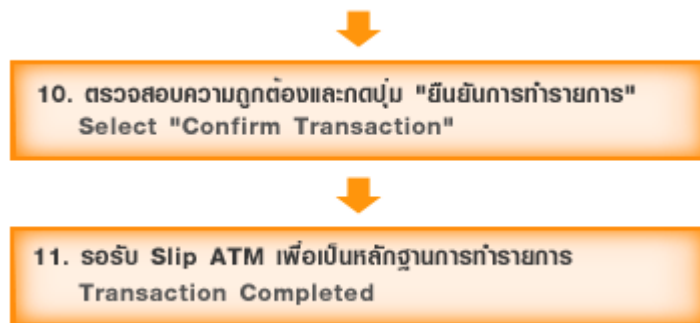 10. ตรวจสอบความถูกต้องและกดปุ่ม "ยืนยันการทำรายการ"
Select "Confirm Transaction"
11. รอรับ Slip ATM เพื่อเป็นหลักฐานการทำรายการ
Transaction Completed